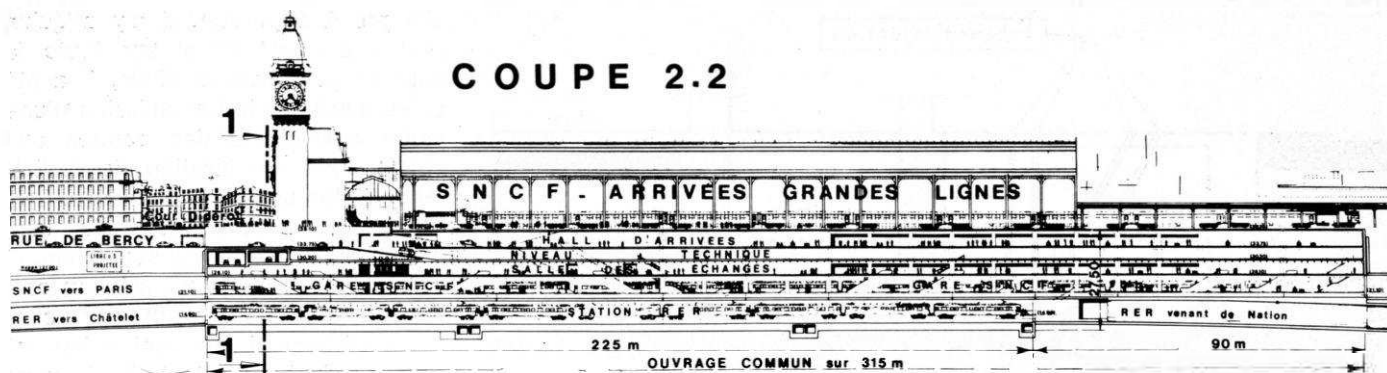 COUPE 2.2
1
SNCF - ARRIVÉES GRANDES LIGNES
Cour Diderot
RUE DE BERCY
HALL D'ARRIVÉES
NIVEAU TECHNIQUE
SALLE DES ÉCHANGES
SNCF vers PARIS
GARE SNCF
GARE SNCF
RER vers Châtelet
STATION RER
RER venant de Nation
1
225 m
90 m
OUVRAGE COMMUN sur 315 m